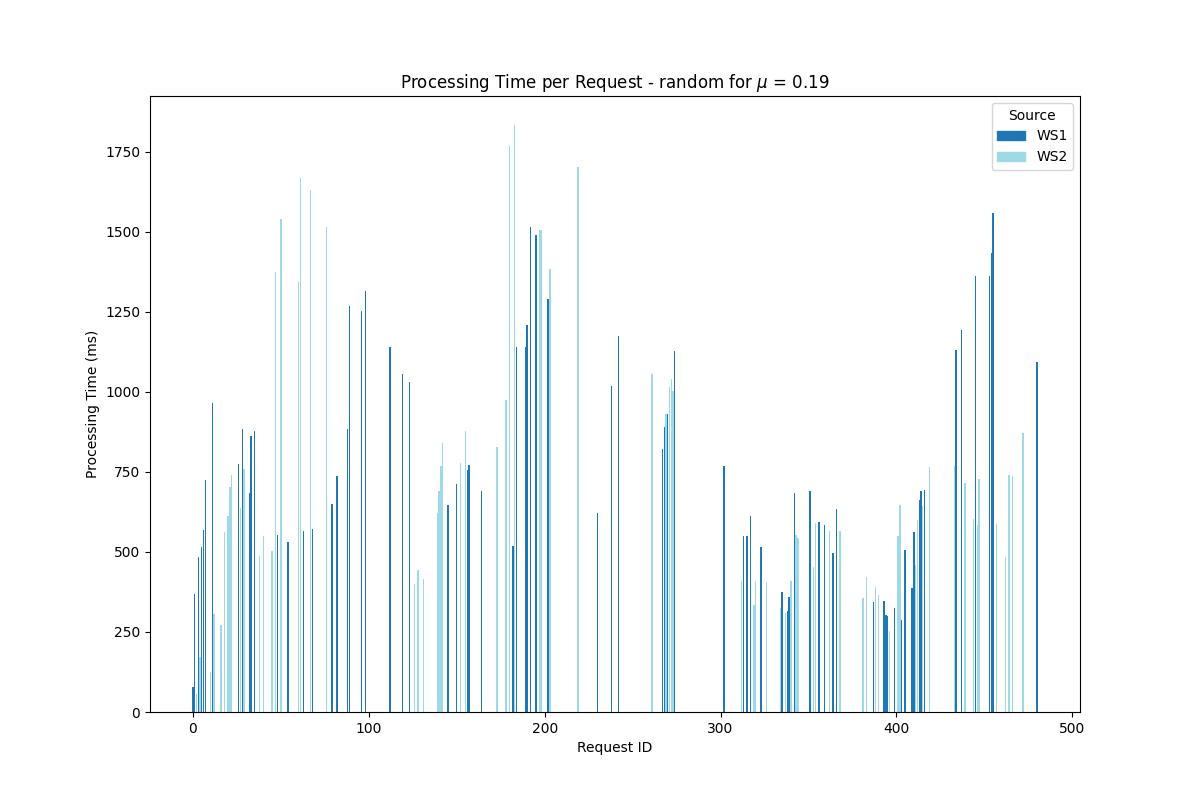 Processing Time per Request - random for μ = 0.19
Source
WS1
WS2
Processing Time (ms)
1750
1500
1250
1000
750
500
250
0
0 100 200 300 400 500
Request ID